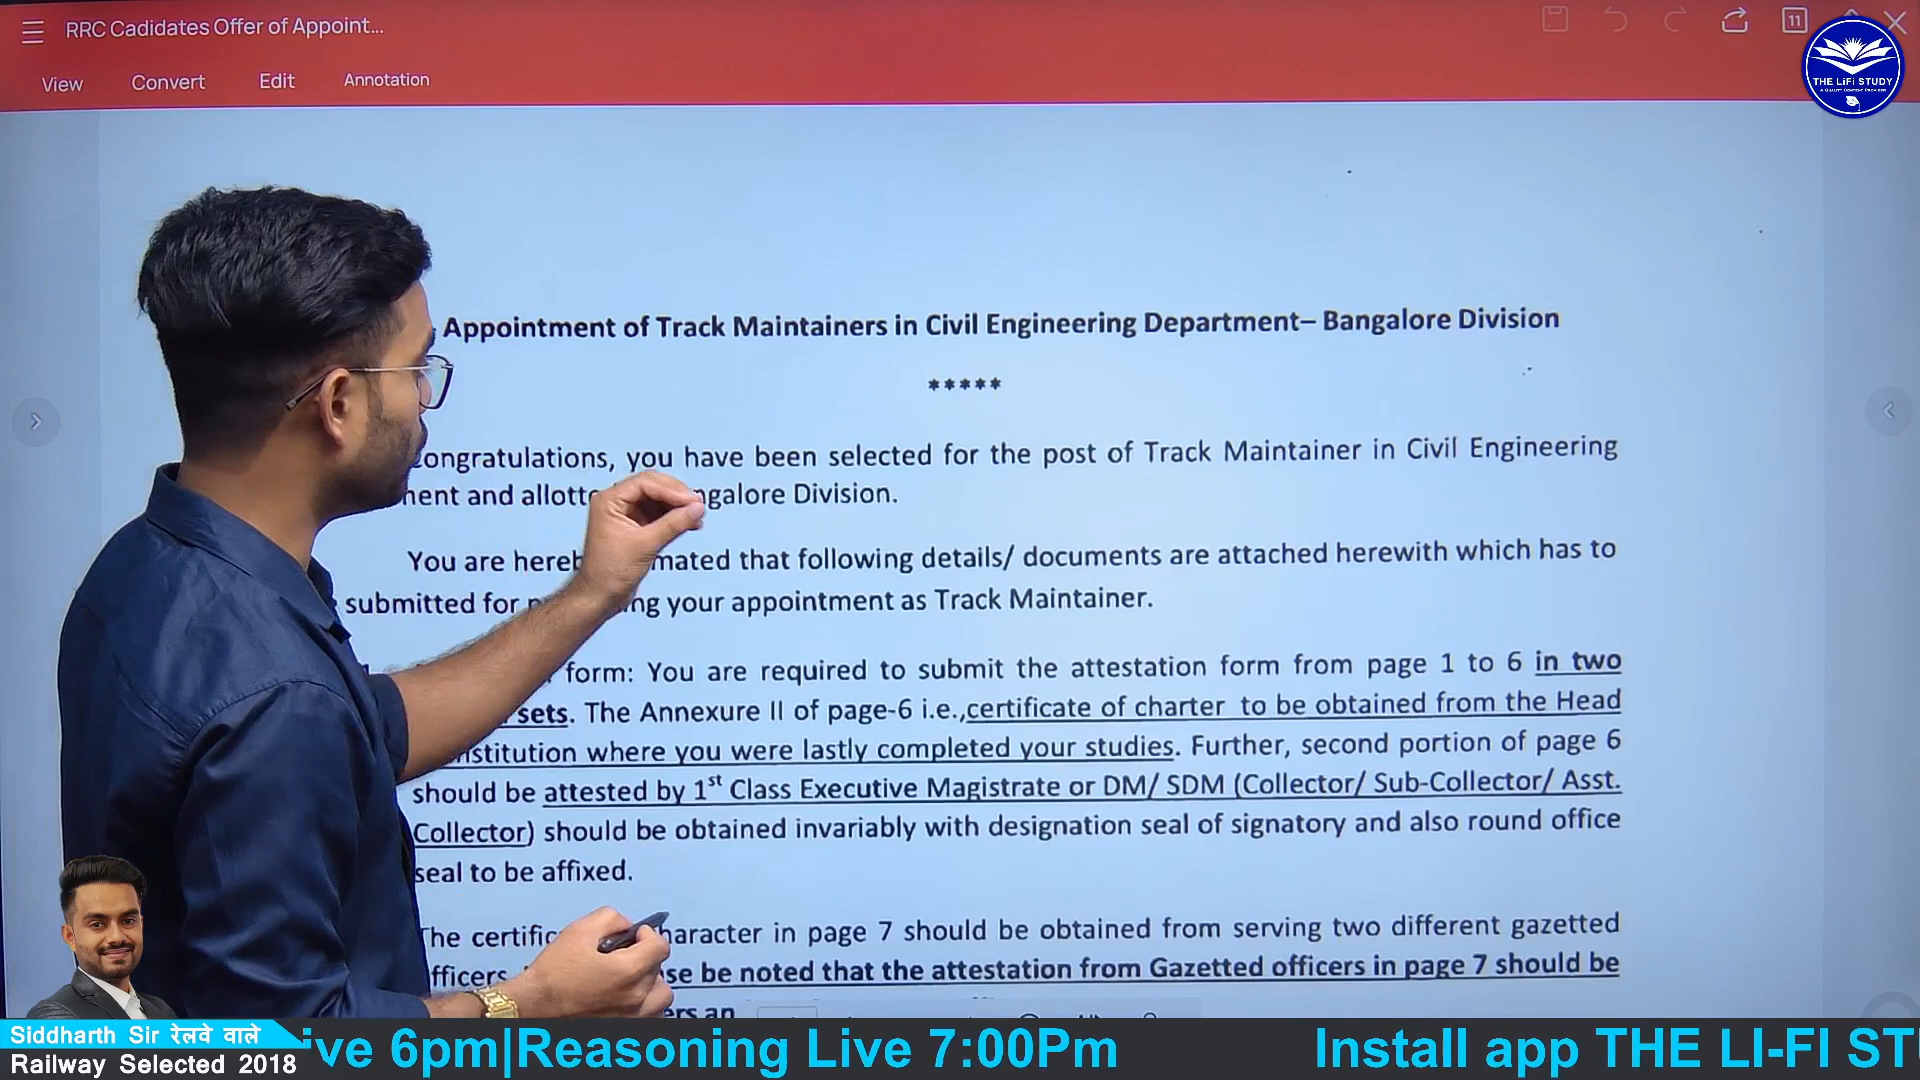 RRC Cadidates Offer of Appoint...
11
View Convert Edit Annotation
THE LiFi STUDY
A QUALITY CONTENT PROVIDER
Appointment of Track Maintainers in Civil Engineering Department– Bangalore Division
*****
ongratulations, you have been selected for the post of Track Maintainer in Civil Engineering
ment and allott ngalore Division.
You are hereb mated that following details/ documents are attached herewith which has to
submitted for ng your appointment as Track Maintainer.
form: You are required to submit the attestation form from page 1 to 6 in two
sets. The Annexure II of page-6 i.e.,certificate of charter to be obtained from the Head
nstitution where you were lastly completed your studies. Further, second portion of page 6
should be attested by 1st Class Executive Magistrate or DM/ SDM (Collector/ Sub-Collector/ Asst.
Collector) should be obtained invariably with designation seal of signatory and also round office
seal to be affixed.
The certific haracter in page 7 should be obtained from serving two different gazetted
fficers se be noted that the attestation from Gazetted officers in page 7 should be
ers an
Siddharth Sir रेलवे वाले
Railway Selected 2018
ive 6pm|Reasoning Live 7:00Pm Install app THE LI-FI ST